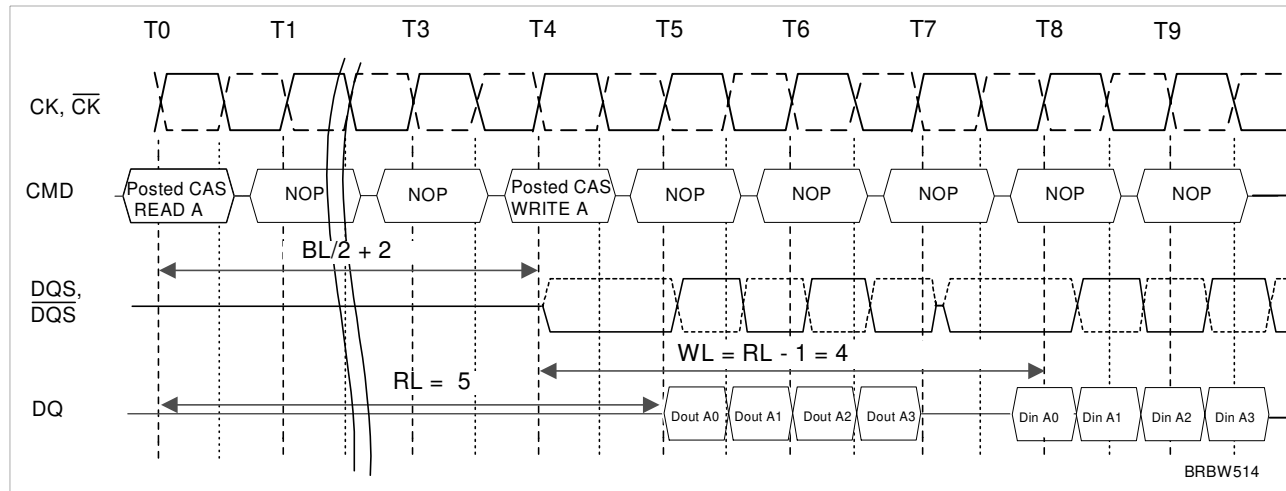 T0 T1 T3 T4 T5 T6 T7 T8 T9
CK, CK
CMD
Posted CAS
READ A
NOP
NOP
Posted CAS
WRITE A
NOP
NOP
NOP
NOP
NOP
BL/2 + 2
DQS,
DQS
WL = RL - 1 = 4
RL = 5
DQ
Dout A0 Dout A1 Dout A2 Dout A3 Din A0 Din A1 Din A2 Din A3
BRBW514